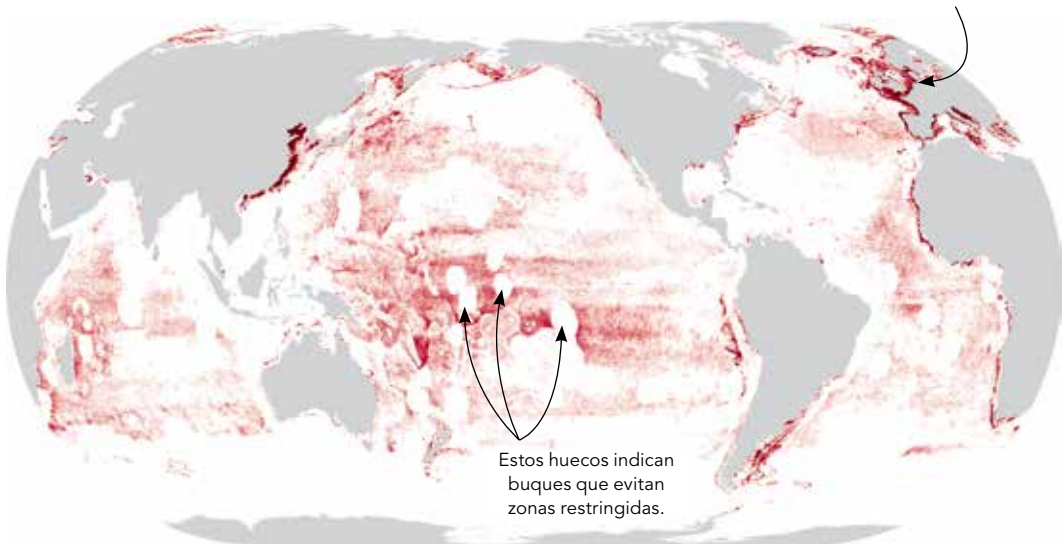 Estos huecos indican
buques que evitan
zonas restringidas.